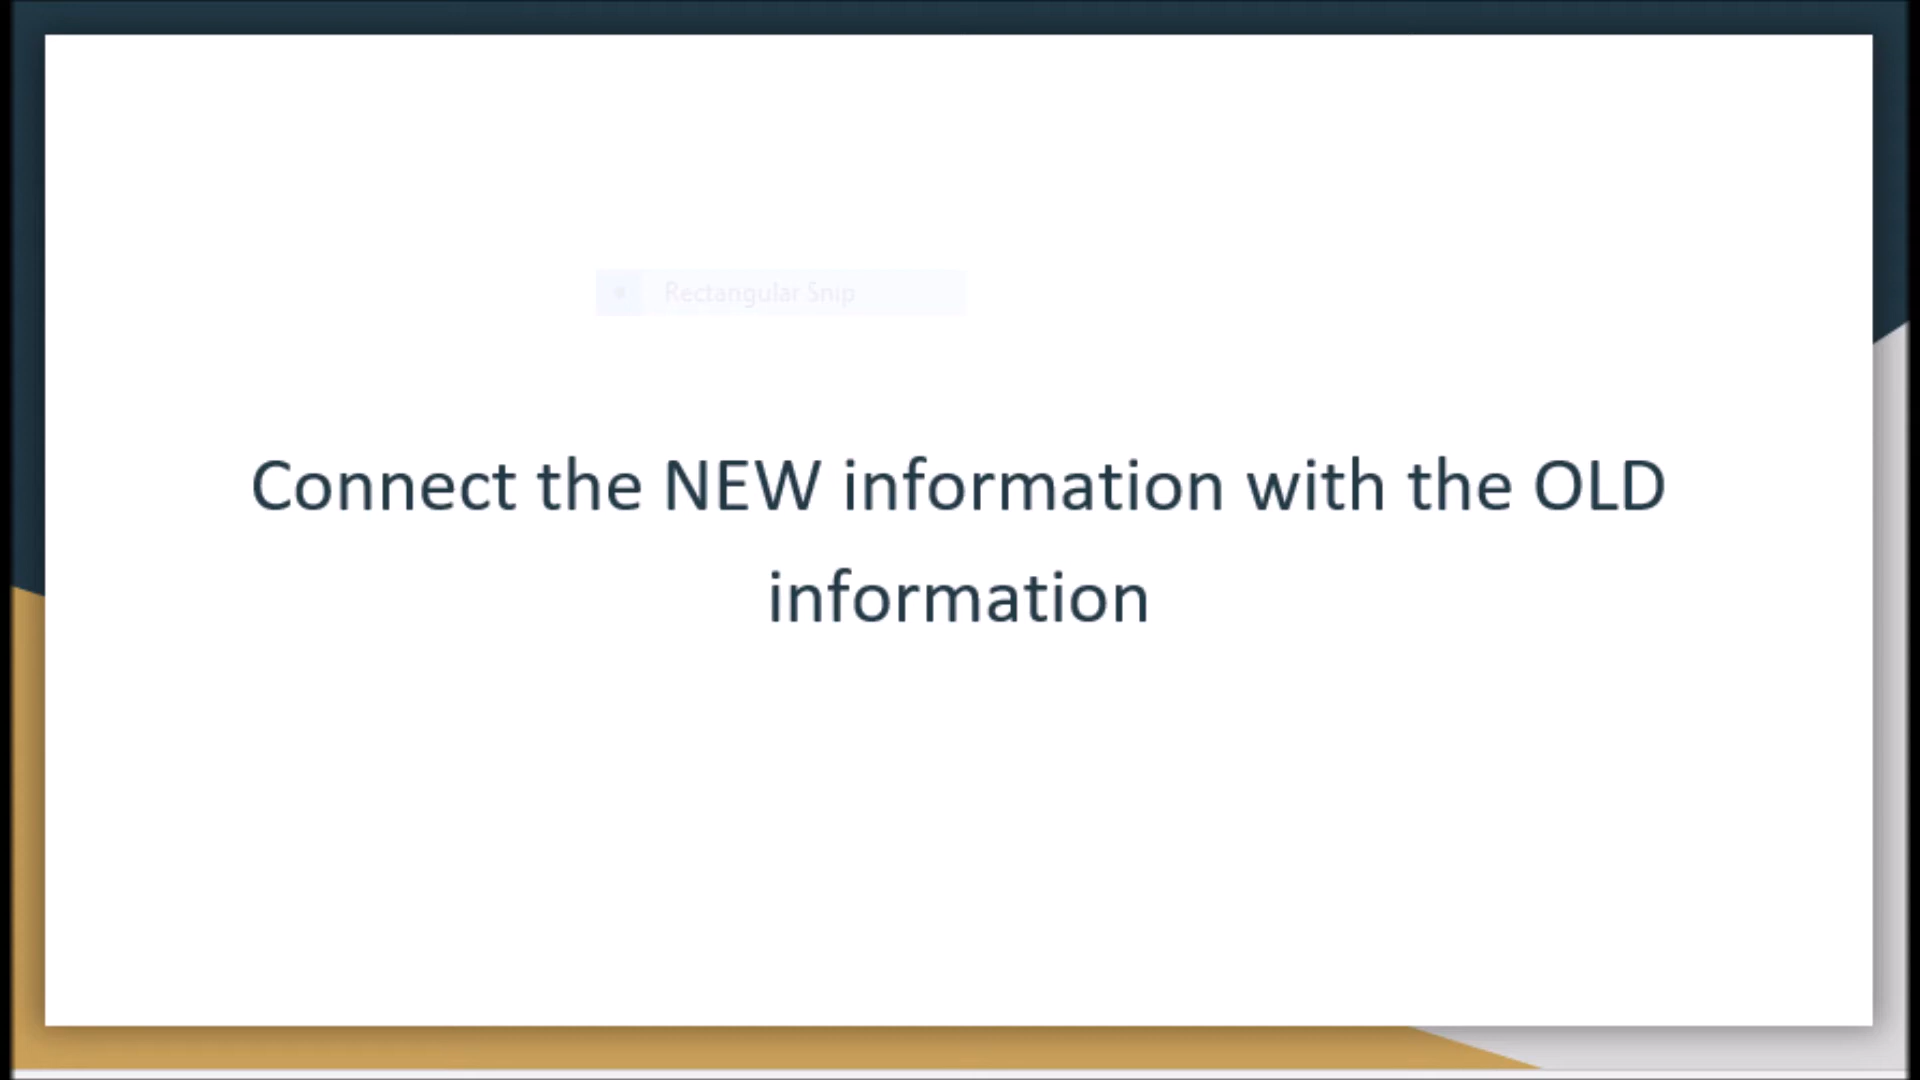 Rectangular Snip
Connect the NEW information with the OLD
information